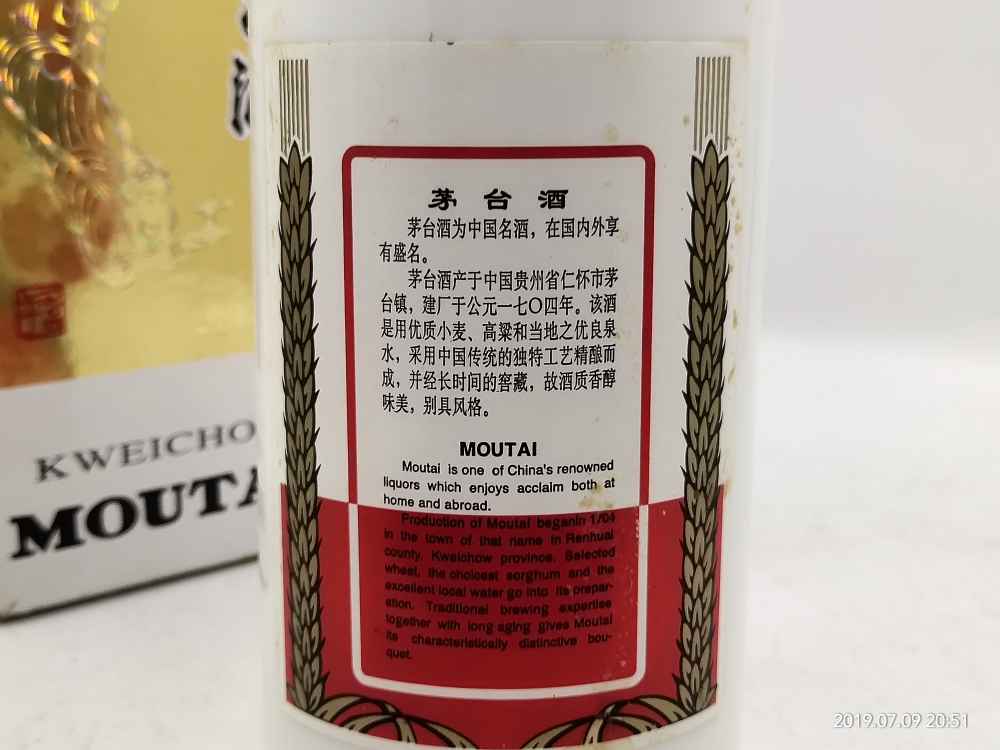 酒
KWEICHO
MOUTA
茅台酒
茅台酒为中国名酒，在国内外享
有盛名。
茅台酒产于中国贵州省仁怀市茅
台镇，建厂于公元一七〇四年。该酒
是用优质小麦、高粱和当地之优良泉
水，采用中国传统的独特工艺精酿而
成，并经长时间的窖藏，故酒质香醇
味美，别具风格。
MOUTAI
Moutai is one of China's renowned
liquors which enjoys acclaim both at
home and abroad.
Production of Moutai beganin 1704
in the town of that name in Renhuai
county, Kweichow province. Selected
wheat, the choicest sorghum and the
excellent local water go into its prepar-
ation. Traditional brewing expertise
together with long aging gives Moutai
its characteristically distinctive bou-
quet.
2019.07.09 20:51